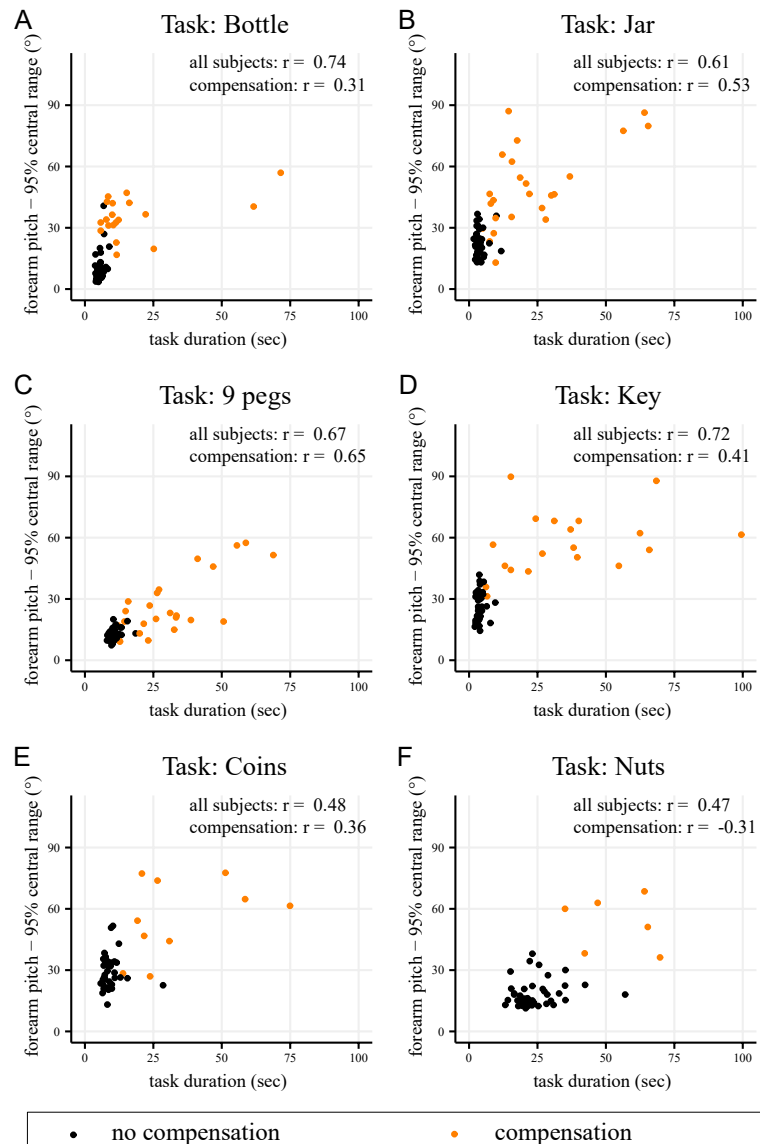 A
Task: Bottle
all subjects: r = 0.74
compensation: r = 0.31
forearm pitch − 95% central range (°)
90
60
30
0
0 25 50 75 100
task duration (sec)
B
Task: Jar
all subjects: r = 0.61
compensation: r = 0.53
forearm pitch − 95% central range (°)
90
60
30
0
0 25 50 75 100
task duration (sec)
C
Task: 9 pegs
all subjects: r = 0.67
compensation: r = 0.65
forearm pitch − 95% central range (°)
90
60
30
0
0 25 50 75 100
task duration (sec)
D
Task: Key
all subjects: r = 0.72
compensation: r = 0.41
forearm pitch − 95% central range (°)
90
60
30
0
0 25 50 75 100
task duration (sec)
E
Task: Coins
all subjects: r = 0.48
compensation: r = 0.36
forearm pitch − 95% central range (°)
90
60
30
0
0 25 50 75 100
task duration (sec)
F
Task: Nuts
all subjects: r = 0.47
compensation: r = -0.31
forearm pitch − 95% central range (°)
90
60
30
0
0 25 50 75 100
task duration (sec)
no compensation compensation